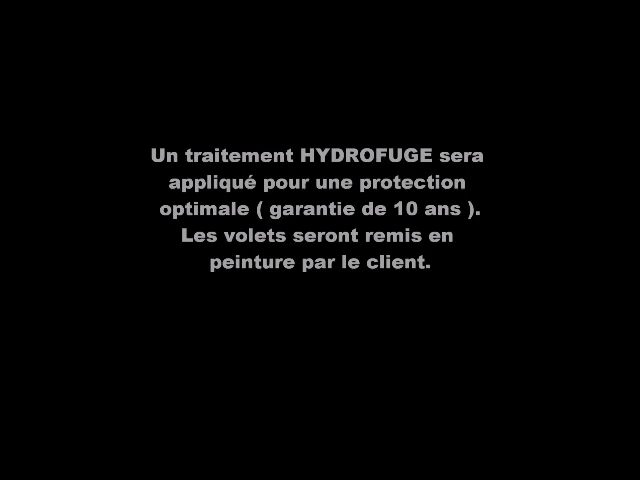 Un traitement HYDROFUGE sera
appliqué pour une protection
optimale ( garantie de 10 ans ).
Les volets seront remis en
peinture par le client.